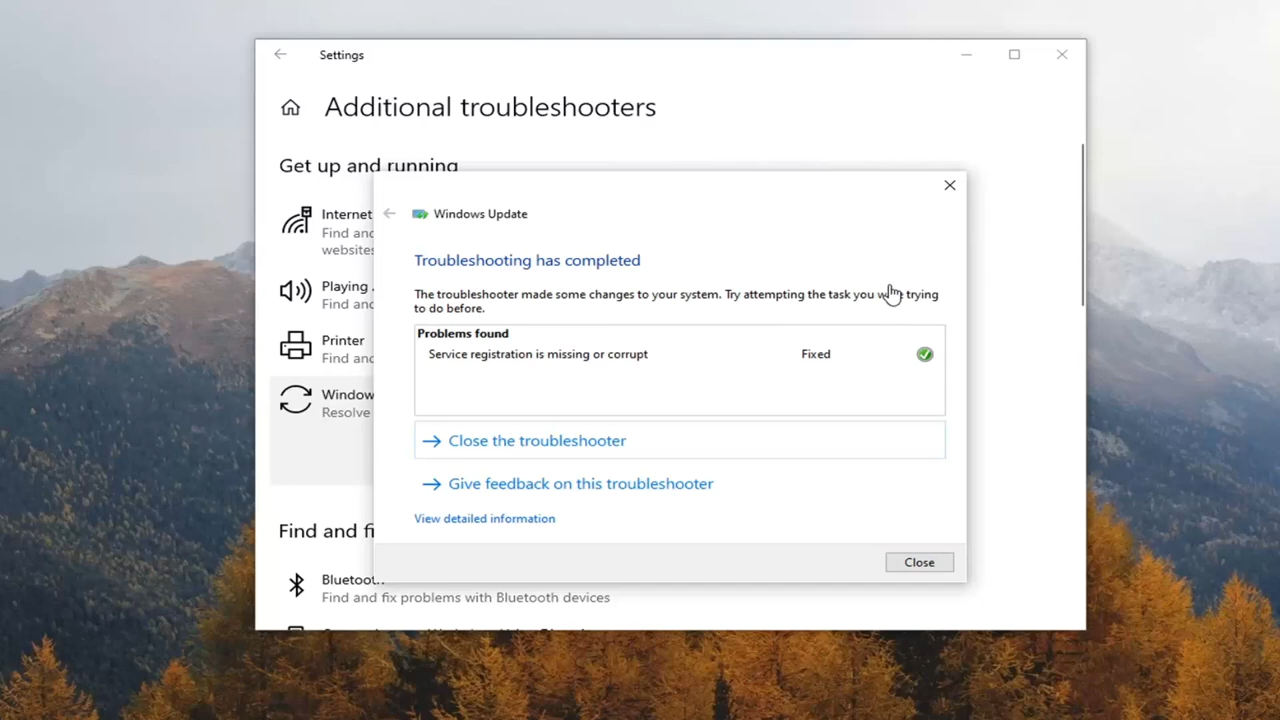 Settings
Additional troubleshooters
Get up and running
Internet
Find and
websites
Playing
Find and
Printer
Find and
Window
Resolve
Find and
Bluetooth
Find and fix problems with Bluetooth devices
Windows Update
Troubleshooting has completed
The troubleshooter made some changes to your system. Try attempting the task you trying
to do before.
Problems found
Service registration is missing or corrupt Fixed
Close the troubleshooter
Give feedback on this troubleshooter
View detailed information
Close